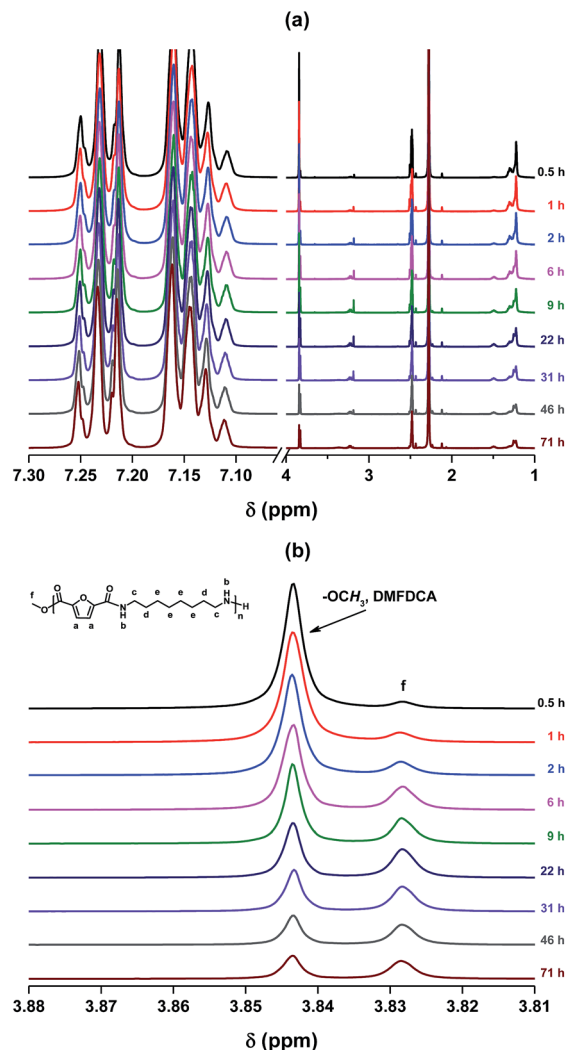 (a)
0.5 h
1 h
2 h
6 h
9 h
22 h
31 h
46 h
71 h
7.30 7.25 7.20 7.15 7.10 4 3 2 1
δ (ppm)
(b)
f O O O N H b c d e e e e d c b H N H n
a a
-OCH3, DMFDCA
f
0.5 h
1 h
2 h
6 h
9 h
22 h
31 h
46 h
71 h
3.88 3.87 3.86 3.85 3.84 3.83 3.82 3.81
δ (ppm)